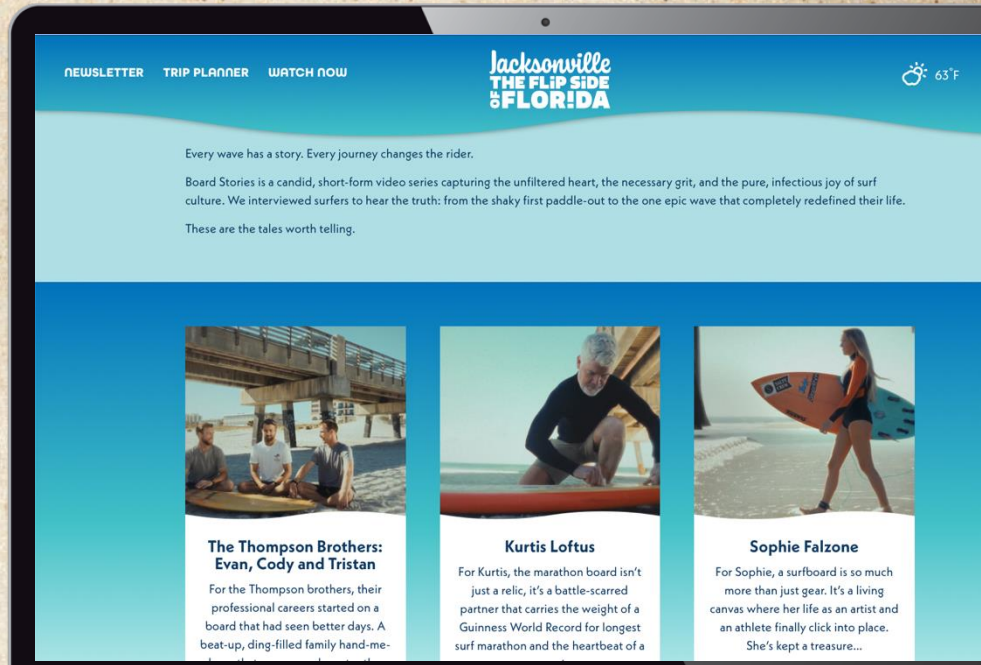 NEWSLETTER TRIP PLANNER WATCH NOW
Jacksonville
THE FLIP SIDE
OF FLORIDA
63°F
Every wave has a story. Every journey changes the rider.
Board Stories is a candid, short-form video series capturing the unfiltered heart, the necessary grit, and the pure, infectious joy of surf
culture. We interviewed surfers to hear the truth: from the shaky first paddle-out to the one epic wave that completely redefined their life.
These are the tales worth telling.
The Thompson Brothers:
Evan, Cody and Tristan
For the Thompson brothers, their
professional careers started on a
board that had seen better days. A
beat-up, ding-filled family hand-me-
Kurtis Loftus
For Kurtis, the marathon board isn't
just a relic, it's a battle-scarred
partner that carries the weight of a
Guinness World Record for longest
surf marathon and the heartbeat of a
Sophie Falzone
For Sophie, a surfboard is so much
more than just gear. It's a living
canvas where her life as an artist and
an athlete finally click into place.
She's kept a treasure...